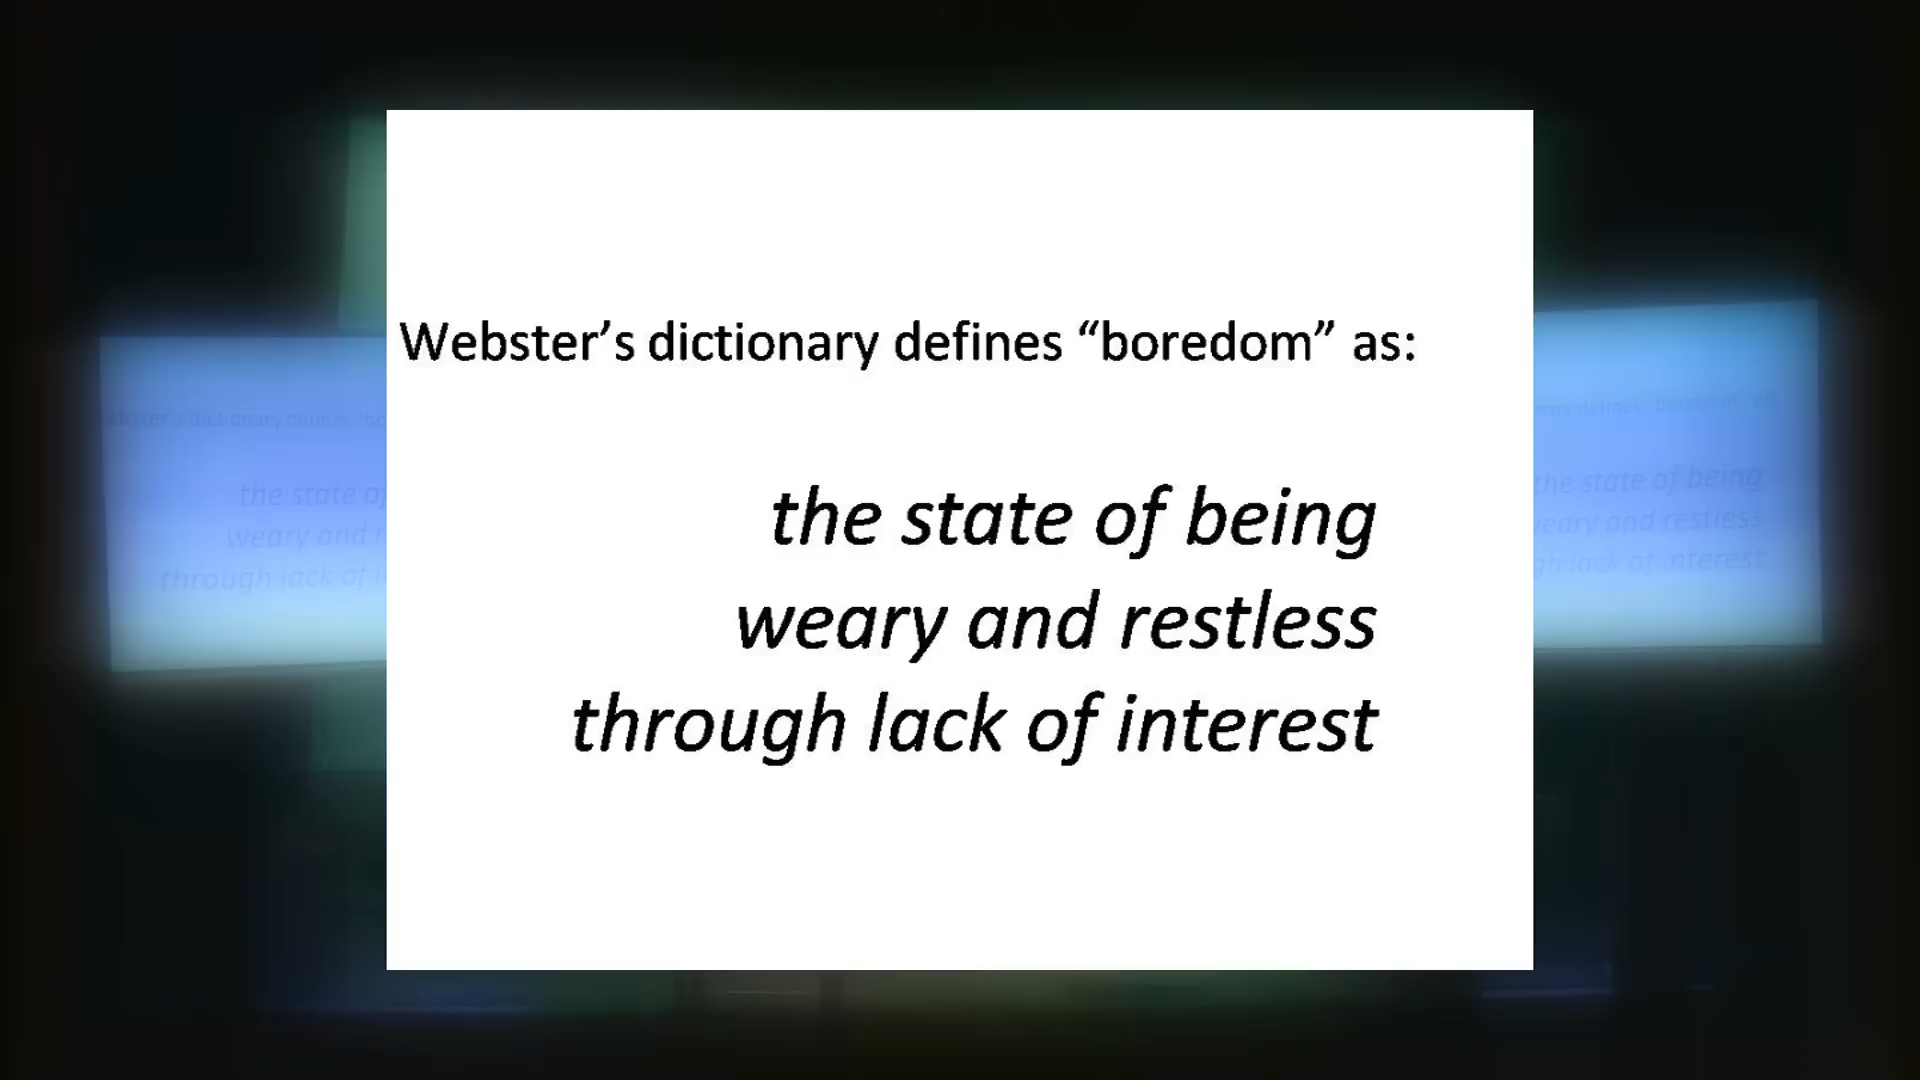 Webster’s dictionary defines “boredom” as:
the state of being
weary and restless
through lack of interest